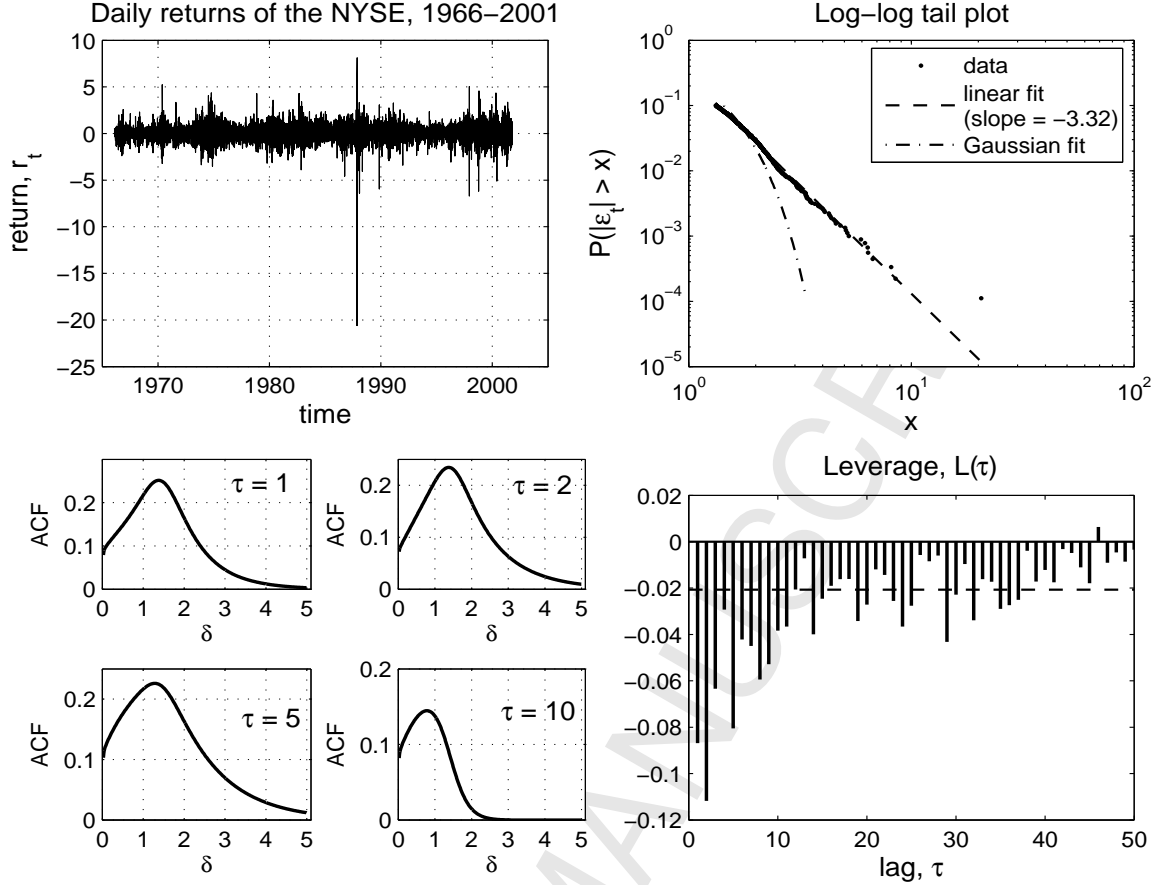 Daily returns of the NYSE, 1966−2001
return, r_t
10
5
0
−5
−10
−15
−20
−25
1970
1980
1990
2000
time
Log−log tail plot
P(|ε_t| > x)
10^0
10^−1
10^−2
10^−3
10^−4
10^−5
data
linear fit
(slope = −3.32)
Gaussian fit
10^0
10^1
10^2
x
ACF
0.2
0.1
0
τ = 1
0 1 2 3 4 5
δ
ACF
0.2
0.1
0
τ = 2
0 1 2 3 4 5
δ
ACF
0.2
0.1
0
τ = 5
0 1 2 3 4 5
δ
ACF
0.2
0.1
0
τ = 10
0 1 2 3 4 5
δ
Leverage, L(τ)
0.02
0
−0.02
−0.04
−0.06
−0.08
−0.1
−0.12
0 10 20 30 40 50
lag, τ
MANUSCR